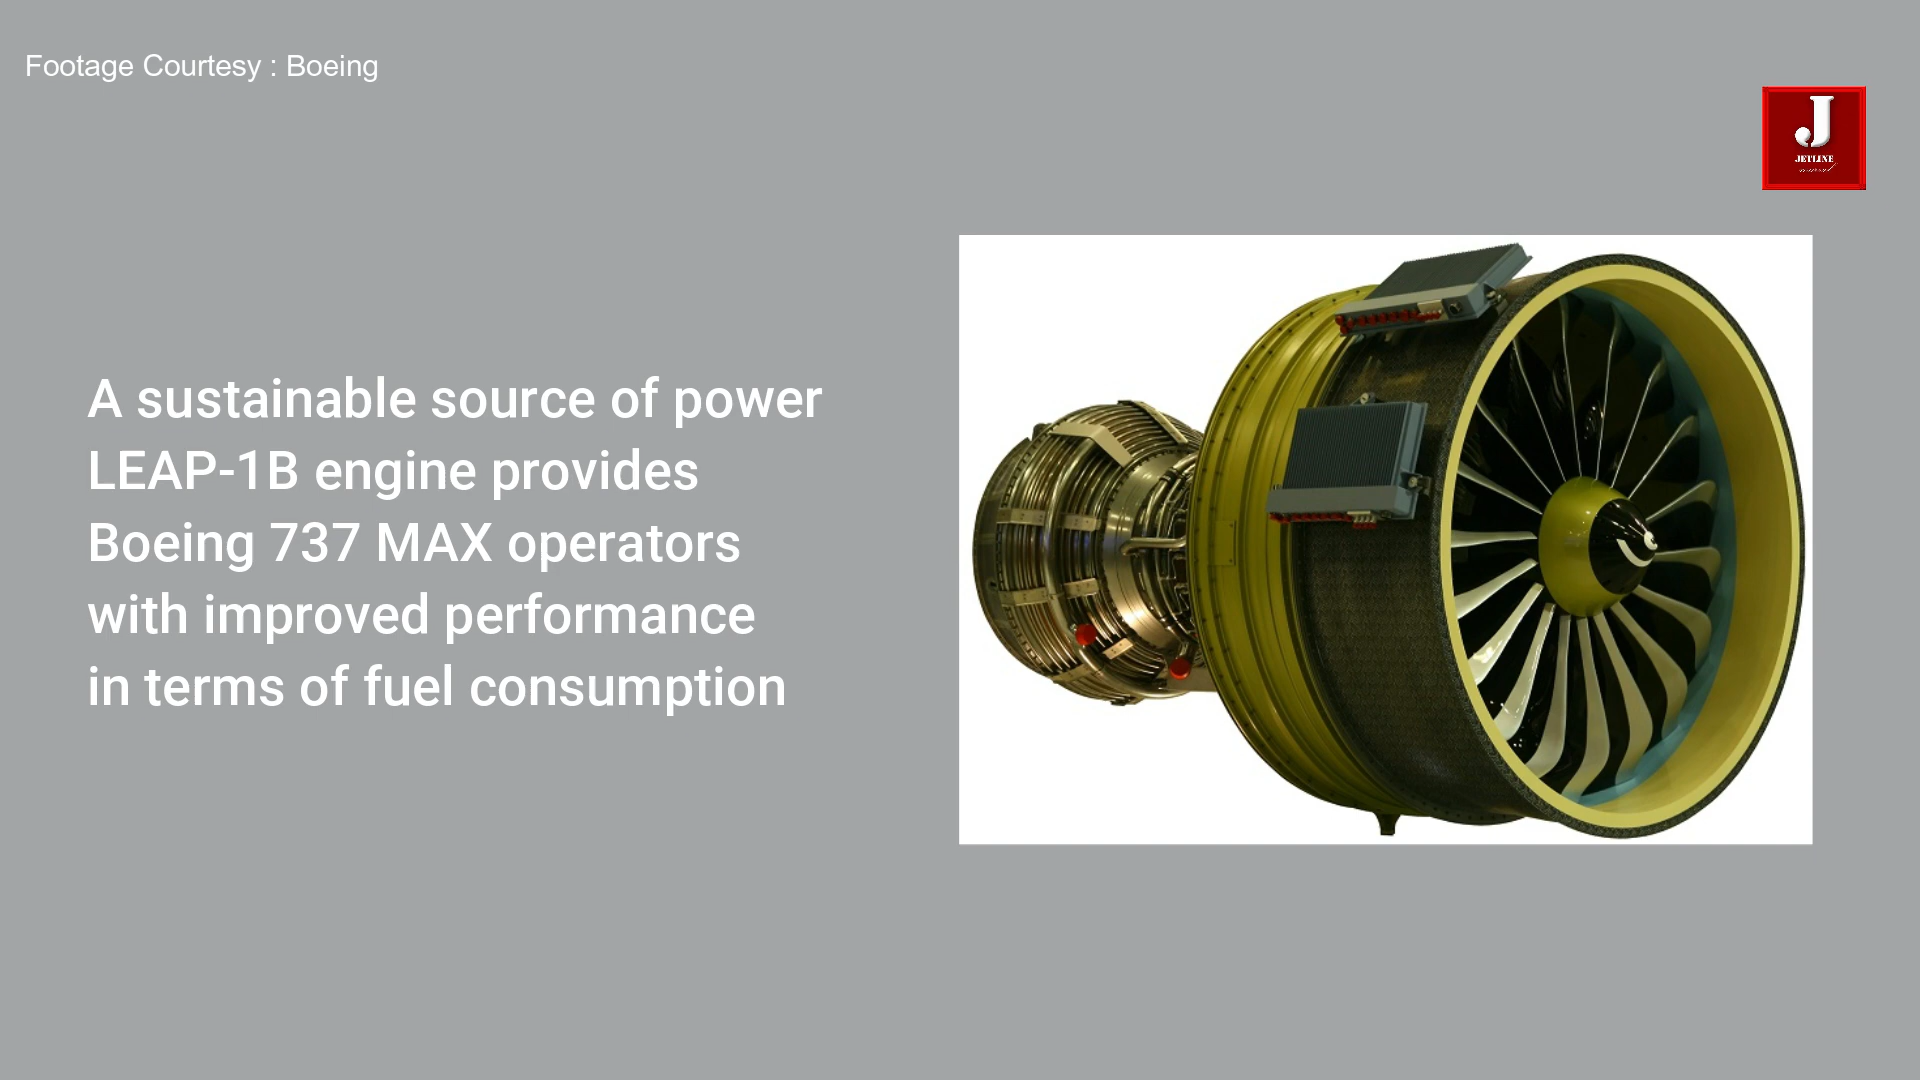 Footage Courtesy : Boeing
J
JETLINE
A sustainable source of power
LEAP-1B engine provides
Boeing 737 MAX operators
with improved performance
in terms of fuel consumption